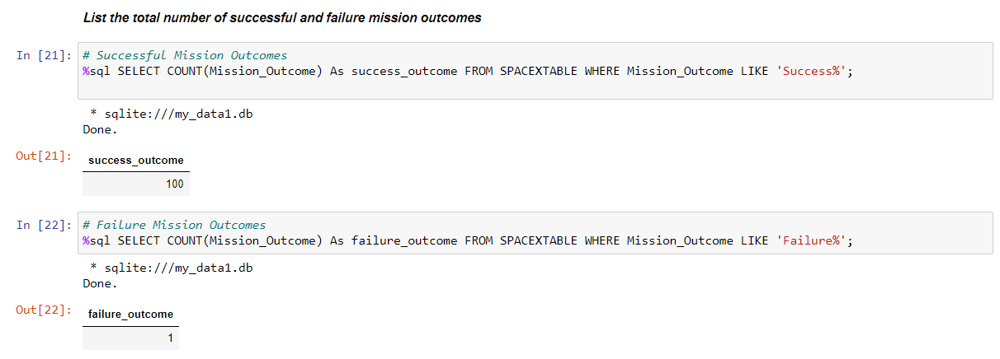 List the total number of successful and failure mission outcomes
In [21]: # Successful Mission Outcomes
%sql SELECT COUNT(Mission_Outcome) As success_outcome FROM SPACEXTABLE WHERE Mission_Outcome LIKE 'Success%';
* sqlite:///my_data1.db
Done.
Out[21]: success_outcome
100
In [22]: # Failure Mission Outcomes
%sql SELECT COUNT(Mission_Outcome) As failure_outcome FROM SPACEXTABLE WHERE Mission_Outcome LIKE 'Failure%';
* sqlite:///my_data1.db
Done.
Out[22]: failure_outcome
1